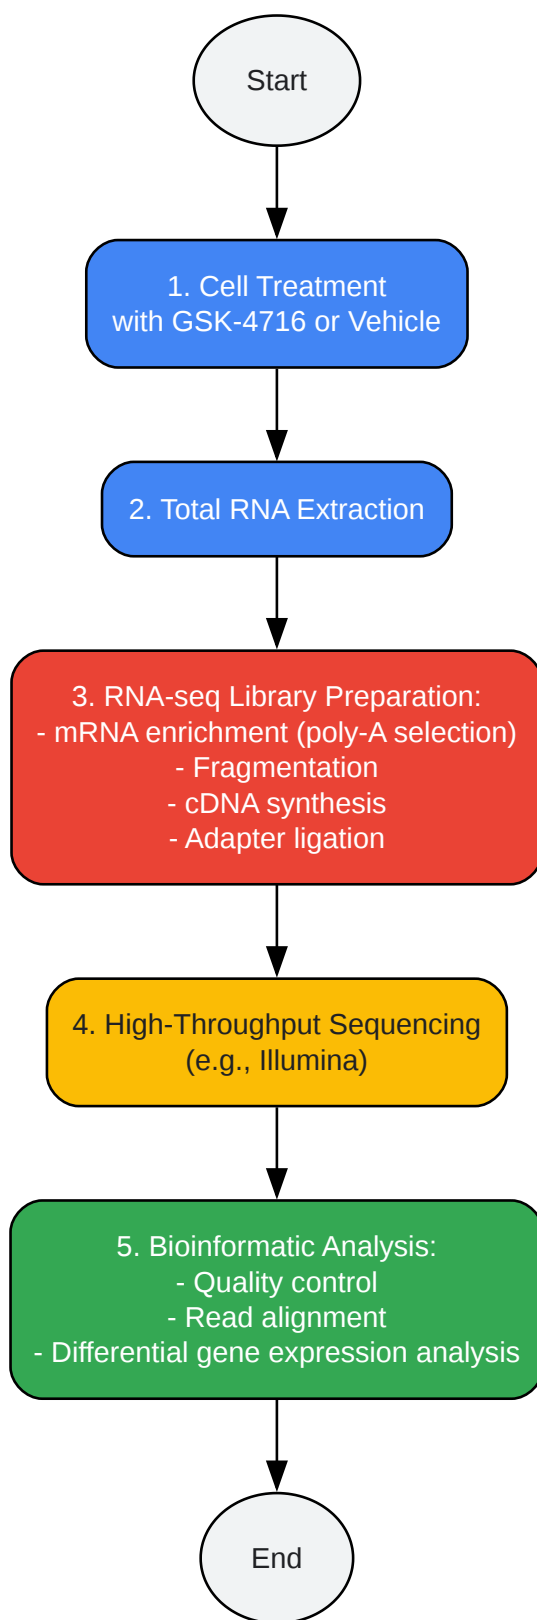 Start
1. Cell Treatment
with GSK-4716 or Vehicle
2. Total RNA Extraction
3. RNA-seq Library Preparation:
- mRNA enrichment (poly-A selection)
- Fragmentation
- cDNA synthesis
- Adapter ligation
4. High-Throughput Sequencing
(e.g., Illumina)
5. Bioinformatic Analysis:
- Quality control
- Read alignment
- Differential gene expression analysis
End